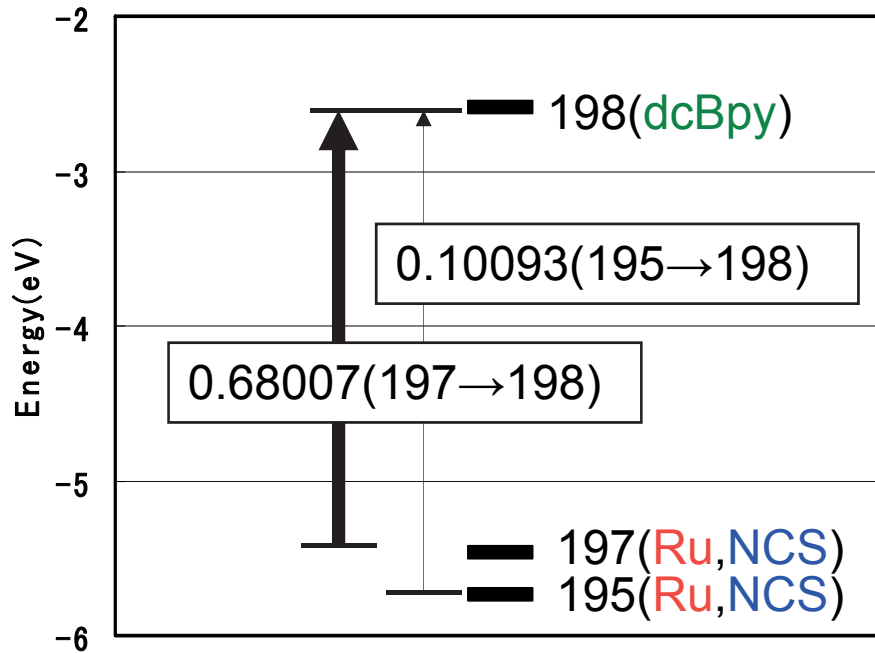 -2
198(dcBpy)
-3
0.10093(195→198)
Energy(eV)
-4
0.68007(197→198)
-5
197(Ru,NCS)
195(Ru,NCS)
-6